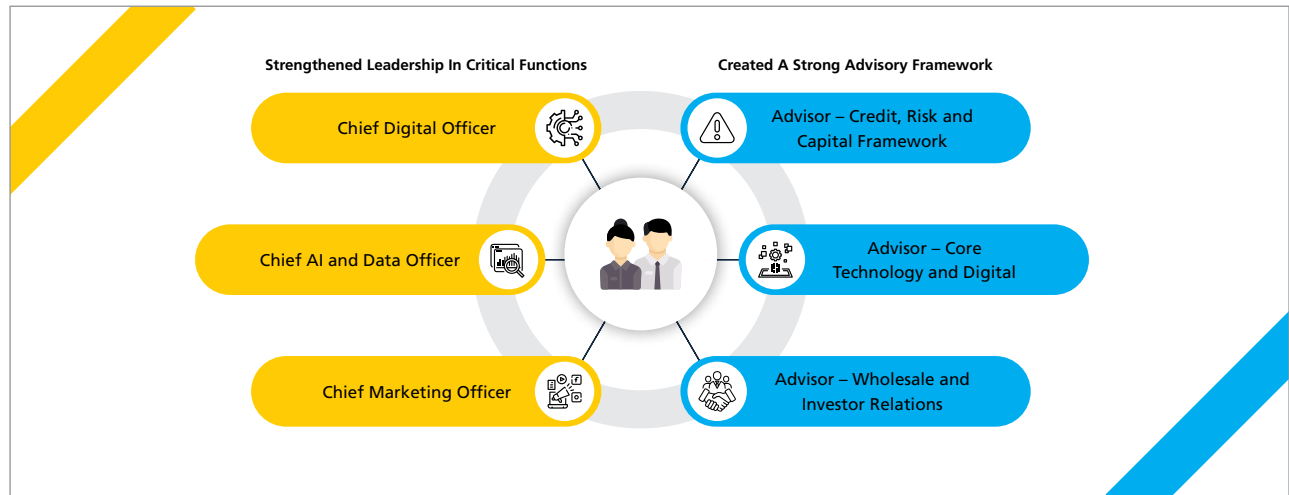 Strengthened Leadership In Critical Functions
Chief Digital Officer
Chief AI and Data Officer
Chief Marketing Officer
Created A Strong Advisory Framework
Advisor – Credit, Risk and
Capital Framework
Advisor – Core
Technology and Digital
Advisor – Wholesale and
Investor Relations